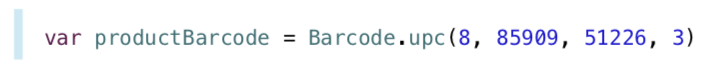 var productBarcode = Barcode.upc(8, 85909, 51226, 3)